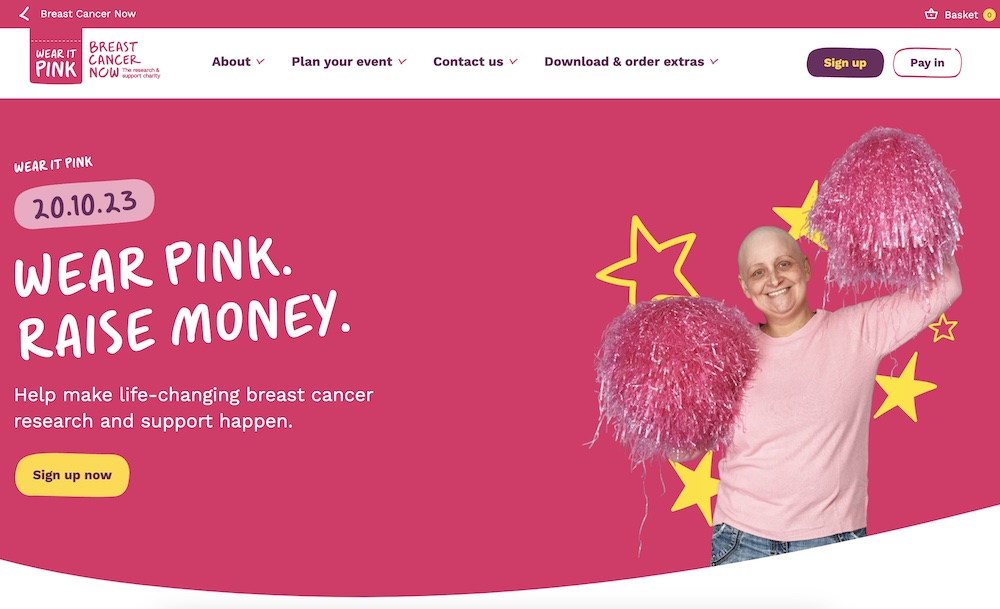 Breast Cancer Now
Basket 0
WEAR IT
PINK
BREAST
CANCER
NOW The research &
support charity
About
Plan your event
Contact us
Download & order extras
Sign up
Pay in
WEAR IT PINK
20.10.23
WEAR PINK.
RAISE MONEY.
Help make life-changing breast cancer
research and support happen.
Sign up now